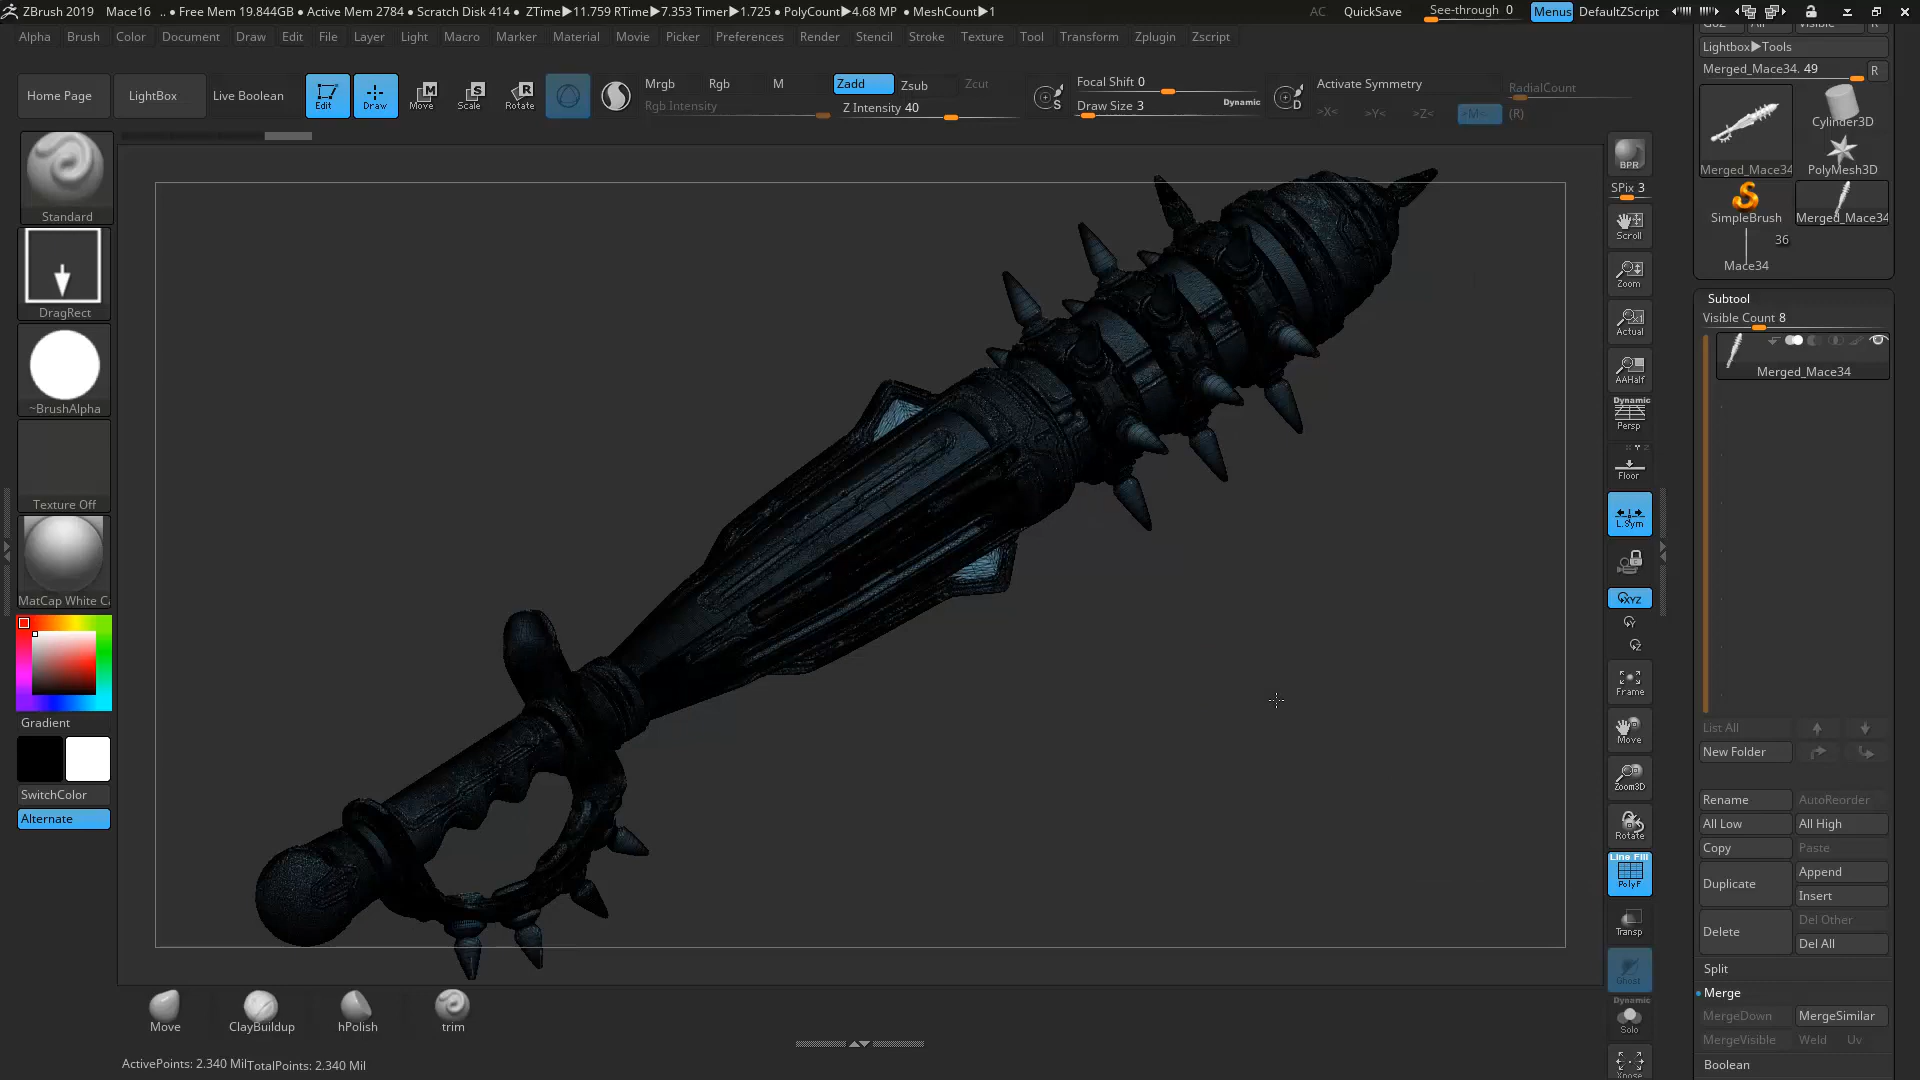 ZBrush 2019 Mace16 .. ● Free Mem 19.844GB ● Active Mem 2784 ● Scratch Disk 414 ● ZTime▶11.759 RTime▶7.353 Timer▶1.725 ● PolyCount▶4.68 MP ● MeshCount▶1
AC QuickSave See-through 0 Menus DefaultZScript
Alpha Brush Color Document Draw Edit File Layer Light Macro Marker Material Movie Picker Preferences Render Stencil Stroke Texture Tool Transform Zplugin Zscript
Home Page LightBox Live Boolean
Edit Draw Move Scale Rotate
M S R
Mrgb Rgb M
Rgb Intensity
Zadd Zsub Zcut
Z Intensity 40
S
Focal Shift 0
Draw Size 3 Dynamic
D
Activate Symmetry
>X< >Y< >Z< >M< (R)
RadialCount
Standard
DragRect
~BrushAlpha
Texture Off
MatCap White C
Gradient
SwitchColor
Alternate
Move ClayBuildup hPolish trim
ActivePoints: 2.340 Mil TotalPoints: 2.340 Mil
BPR
SPix 3
Scroll
Zoom
Actual
AAHalf
Dynamic
Persp
Floor
L.Sym
XYZ
Y
Z
Frame
Move
Zoom3D
Rotate
Line Fill
PolyF
Transp
Ghost
Dynamic
Solo
Xpose
Lightbox▶Tools
Merged_Mace34. 49 R
Merged_Mace34
Cylinder3D
PolyMesh3D
SimpleBrush
Merged_Mace34
36
Mace34
Subtool
Visible Count 8
Merged_Mace34
List All
New Folder
Rename AutoReorder
All Low All High
Copy Paste
Duplicate Append
Insert
Delete Del Other
Del All
Split
Merge
MergeDown MergeSimilar
MergeVisible Weld Uv
Boolean